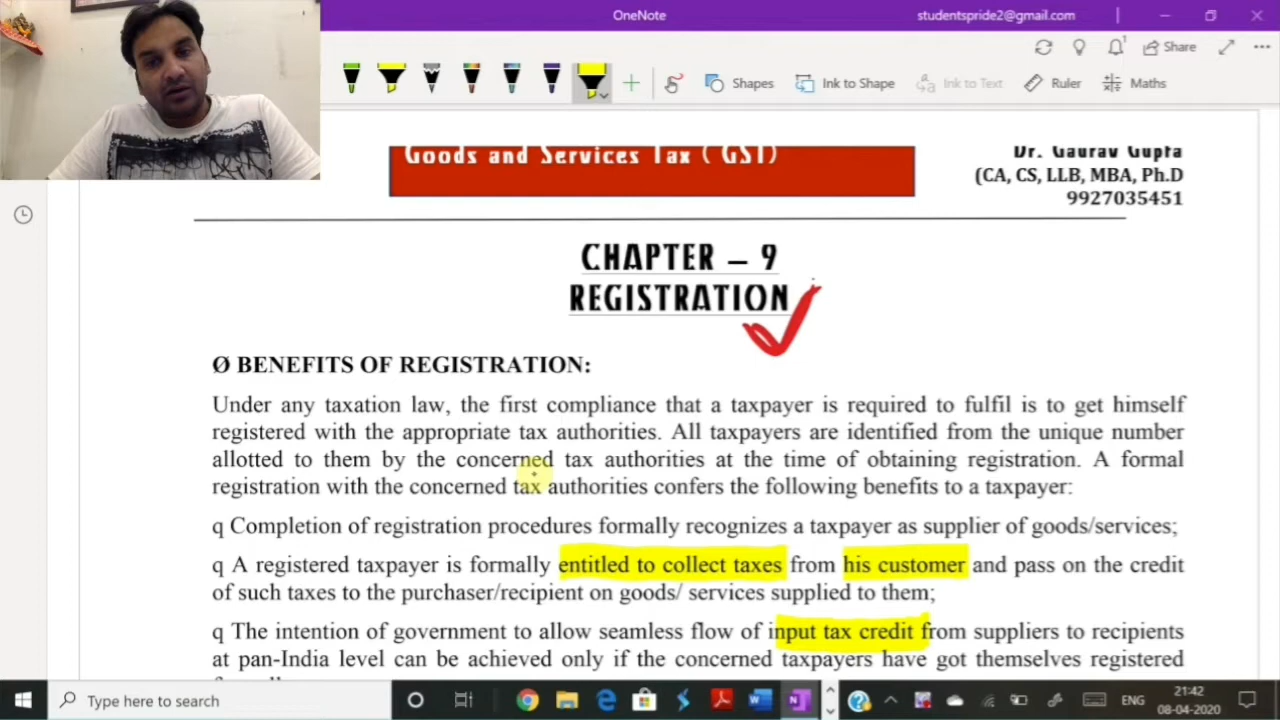 OneNote
studentspride2@gmail.com
Share
Shapes
Ink to Shape
Ink to Text
Ruler
Maths
Goods and Services Tax ( GST)
Dr. Gaurav Gupta
(CA, CS, LLB, MBA, Ph.D
9927035451
CHAPTER – 9
REGISTRATION
Ø BENEFITS OF REGISTRATION:
Under any taxation law, the first compliance that a taxpayer is required to fulfil is to get himself
registered with the appropriate tax authorities. All taxpayers are identified from the unique number
allotted to them by the concerned tax authorities at the time of obtaining registration. A formal
registration with the concerned tax authorities confers the following benefits to a taxpayer:
q Completion of registration procedures formally recognizes a taxpayer as supplier of goods/services;
q A registered taxpayer is formally entitled to collect taxes from his customer and pass on the credit
of such taxes to the purchaser/recipient on goods/ services supplied to them;
q The intention of government to allow seamless flow of input tax credit from suppliers to recipients
at pan-India level can be achieved only if the concerned taxpayers have got themselves registered
Type here to search
ENG
21:42
08-04-2020
1